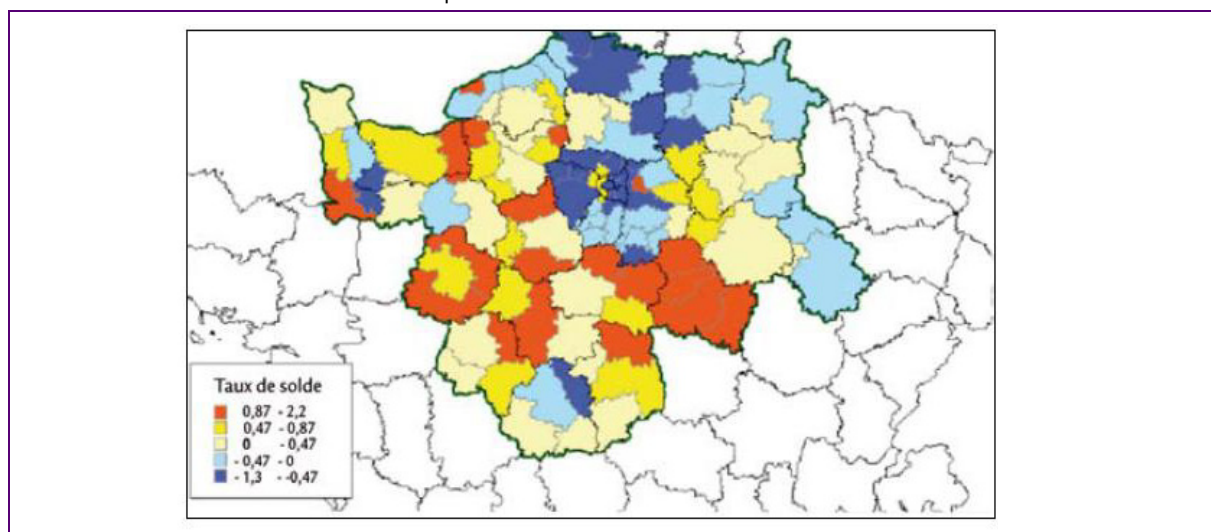 Taux de solde
0,87 - 2,2
0,47 - 0,87
0 - 0,47
- 0,47 - 0
- 1,3 - -0,47